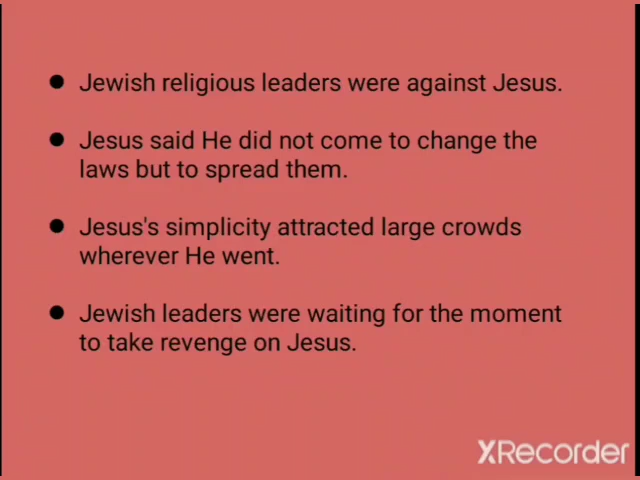 ● Jewish religious leaders were against Jesus.
● Jesus said He did not come to change the
laws but to spread them.
● Jesus's simplicity attracted large crowds
wherever He went.
● Jewish leaders were waiting for the moment
to take revenge on Jesus.
XRecorder